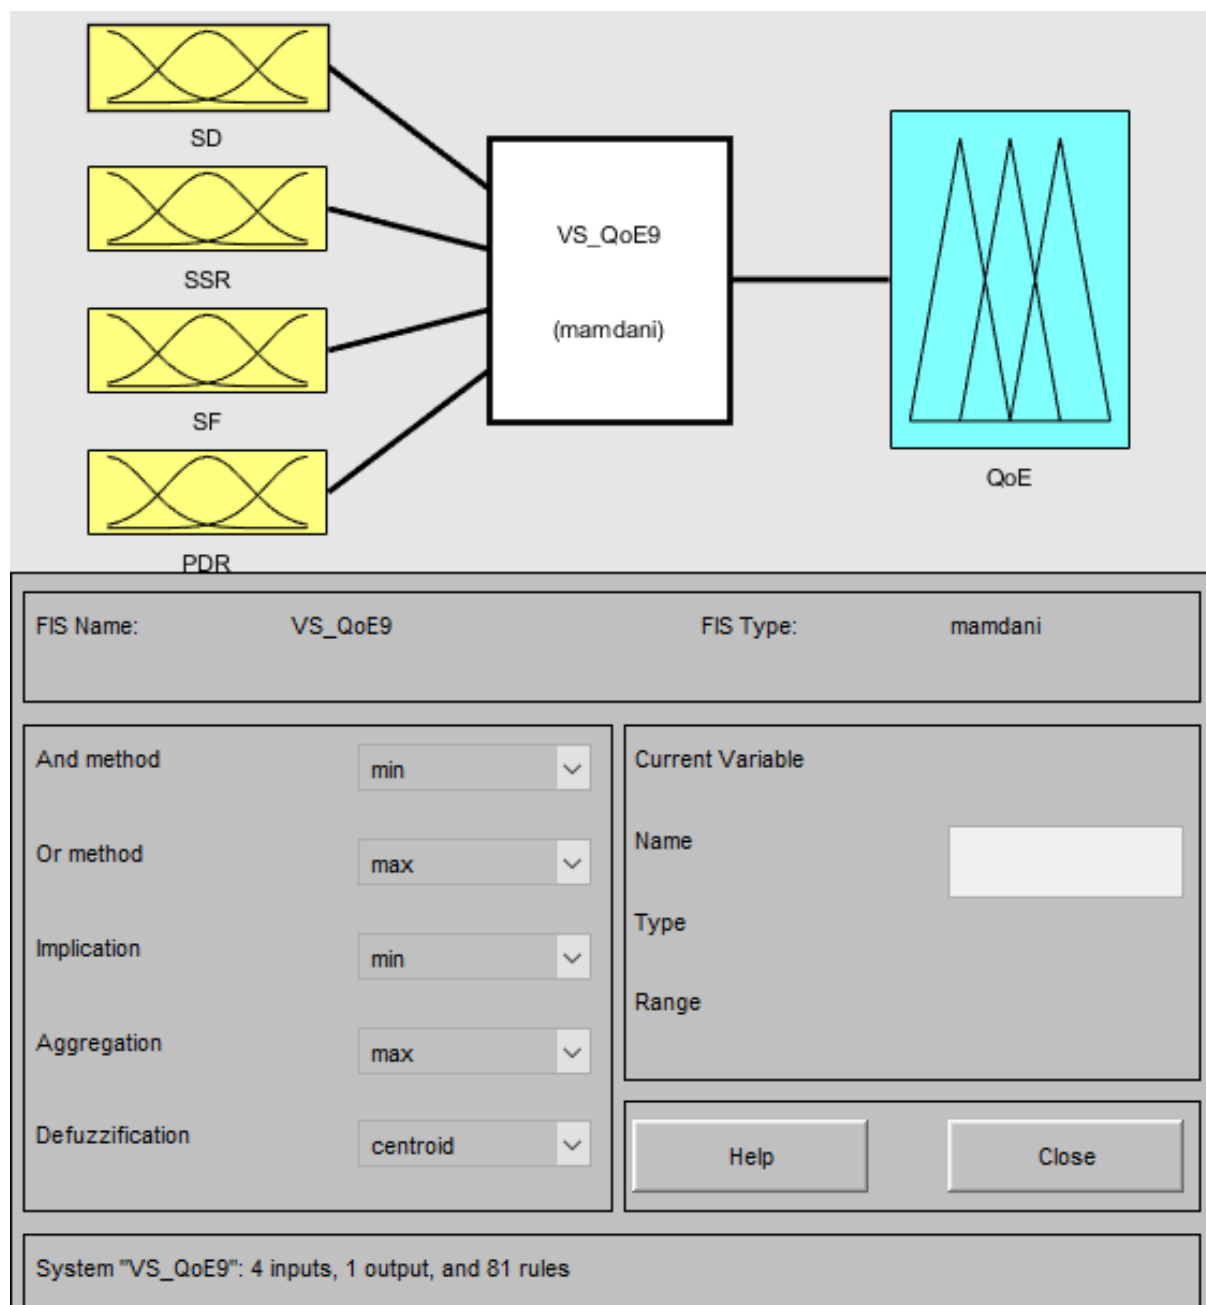 SD
SSR
SF
PDR
VS_QoE9
(mamdani)
QoE
FIS Name: VS_QoE9 FIS Type: mamdani
And method min
Or method max
Implication min
Aggregation max
Defuzzification centroid
Current Variable
Name
Type
Range
Help Close
System "VS_QoE9": 4 inputs, 1 output, and 81 rules